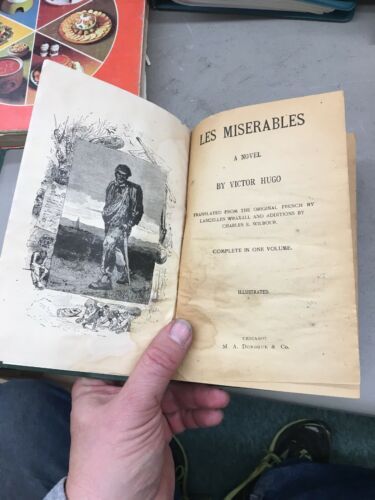 LES MISERABLES
A NOVEL
BY VICTOR HUGO
TRANSLATED FROM THE ORIGINAL FRENCH BY
LASCELLES WRAXALL AND ADDITIONS BY
CHARLES E. WILBOUR.
COMPLETE IN ONE VOLUME.
ILLUSTRATED.
CHICAGO:
M. A. DONOHUE & CO.